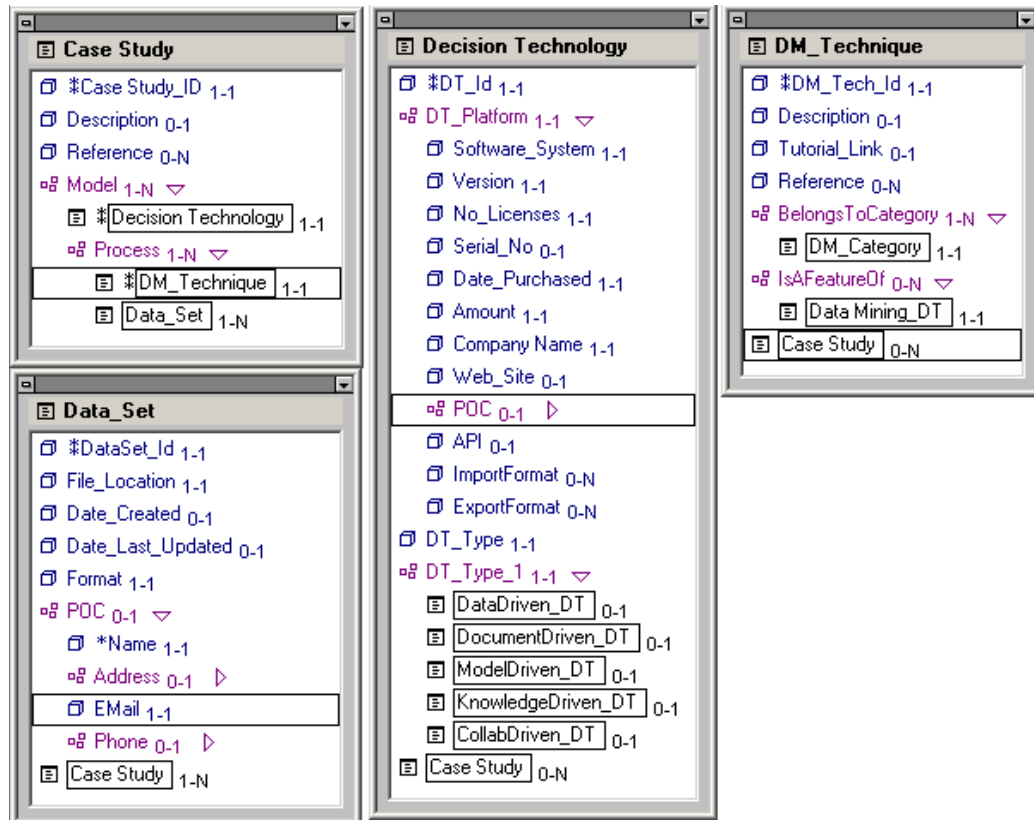 Case Study
⁑Case Study_ID 1-1
Description 0-1
Reference 0-N
Model 1-N
⁑Decision Technology 1-1
Process 1-N
⁑DM_Technique 1-1
Data_Set 1-N
Data_Set
⁑DataSet_Id 1-1
File_Location 1-1
Date_Created 0-1
Date_Last_Updated 0-1
Format 1-1
POC 0-1
*Name 1-1
Address 0-1
EMail 1-1
Phone 0-1
Case Study 1-N
Decision Technology
⁑DT_Id 1-1
DT_Platform 1-1
Software_System 1-1
Version 1-1
No_Licenses 1-1
Serial_No 0-1
Date_Purchased 1-1
Amount 1-1
Company Name 1-1
Web_Site 0-1
POC 0-1
API 0-1
ImportFormat 0-N
ExportFormat 0-N
DT_Type 1-1
DT_Type_1 1-1
DataDriven_DT 0-1
DocumentDriven_DT 0-1
ModelDriven_DT 0-1
KnowledgeDriven_DT 0-1
CollabDriven_DT 0-1
Case Study 0-N
DM_Technique
⁑DM_Tech_Id 1-1
Description 0-1
Tutorial_Link 0-1
Reference 0-N
BelongsToCategory 1-N
DM_Category 1-1
IsAFeatureOf 0-N
Data Mining_DT 1-1
Case Study 0-N